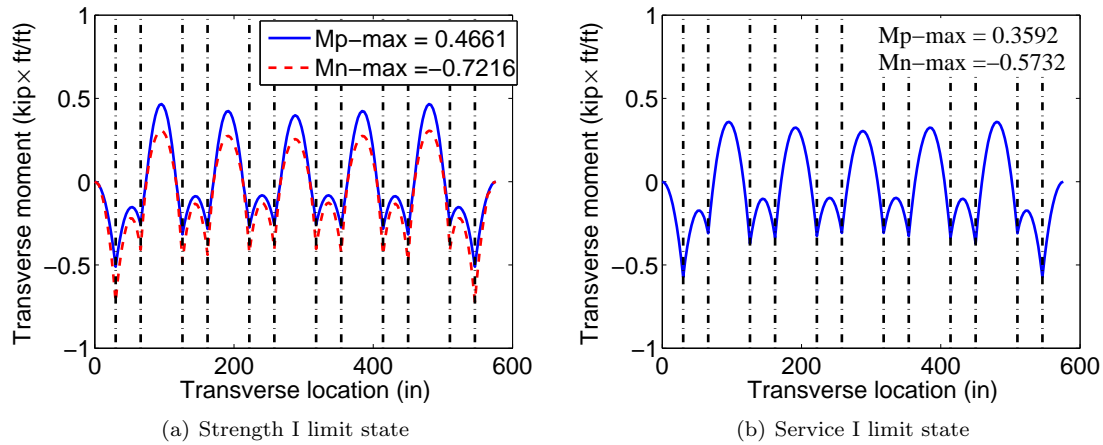 1
0.5
0
−0.5
−1
0
200
400
600
Transverse moment (kip× ft/ft)
Transverse location (in)
Mp−max = 0.4661
Mn−max =−0.7216
(a) Strength I limit state
1
0.5
0
−0.5
−1
0
200
400
600
Transverse moment (kip× ft/ft)
Transverse location (in)
Mp−max = 0.3592
Mn−max =−0.5732
(b) Service I limit state